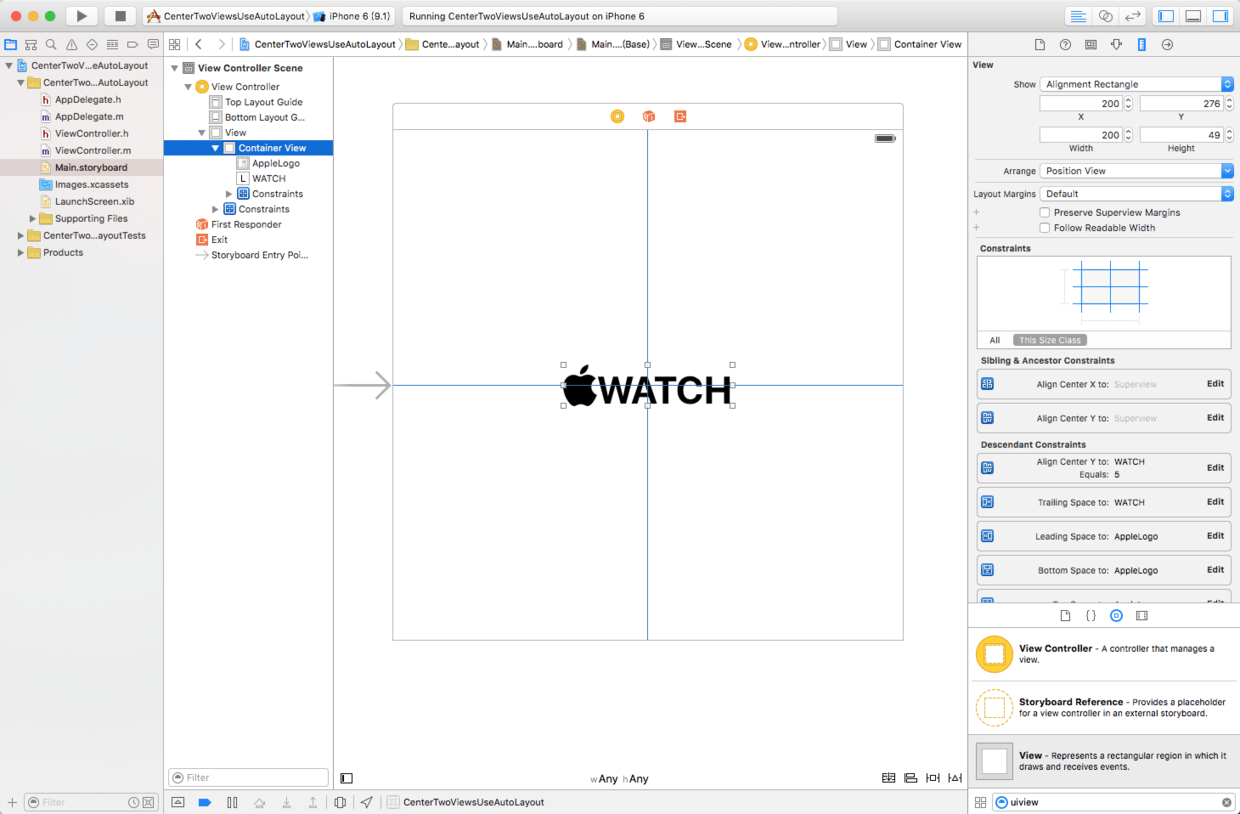 CenterTwoViewsUseAutoLayout
iPhone 6 (9.1)
Running CenterTwoViewsUseAutoLayout on iPhone 6
CenterTwoViewsUseAutoLayout
Cente...ayout
Main....board
Main....(Base)
View...Scene
View...ntroller
View
Container View
CenterTwoV...eAutoLayout
CenterTwo...AutoLayout
h AppDelegate.h
m AppDelegate.m
h ViewController.h
m ViewController.m
Main.storyboard
Images.xcassets
LaunchScreen.xib
Supporting Files
CenterTwo...ayoutTests
Products
Filter
View Controller Scene
View Controller
Top Layout Guide
Bottom Layout G...
View
Container View
AppleLogo
L WATCH
Constraints
Constraints
First Responder
Exit
Storyboard Entry Poi...
Filter
WATCH
wAny hAny
CenterTwoViewsUseAutoLayout
View
Show Alignment Rectangle
200 276
X Y
200 49
Width Height
Arrange Position View
Layout Margins Default
Preserve Superview Margins
Follow Readable Width
Constraints
All This Size Class
Sibling & Ancestor Constraints
Align Center X to: Superview Edit
Align Center Y to: Superview Edit
Descendant Constraints
Align Center Y to: WATCH
Equals: 5 Edit
Trailing Space to: WATCH Edit
Leading Space to: AppleLogo Edit
Bottom Space to: AppleLogo Edit
{ }
View Controller - A controller that manages a
view.
Storyboard Reference - Provides a placeholder
for a view controller in an external storyboard.
View - Represents a rectangular region in which it
draws and receives events.
uiview